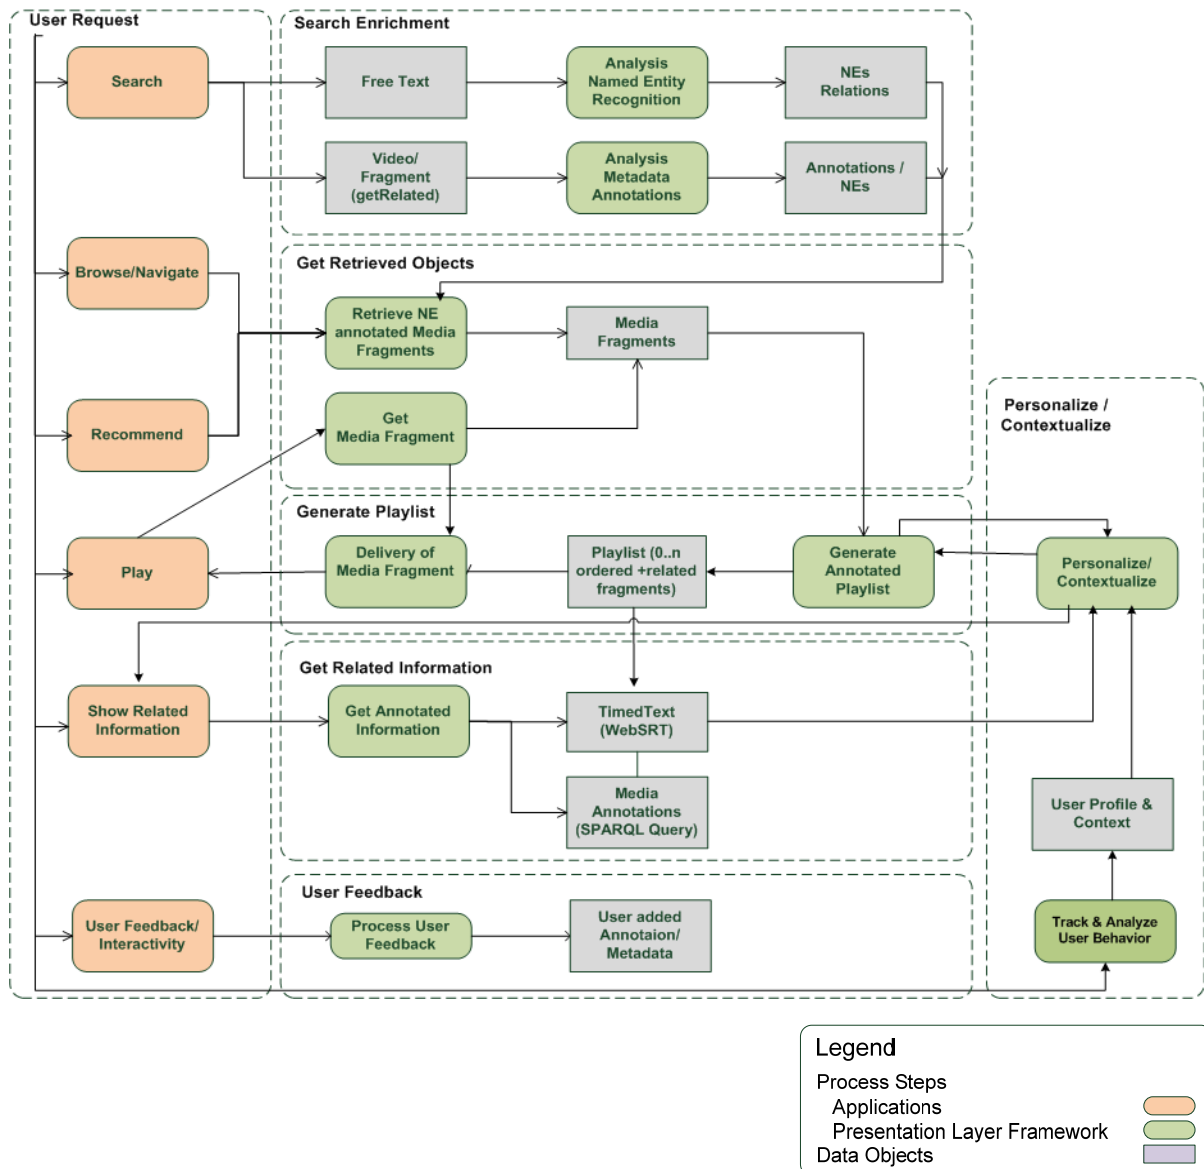 User Request
Search Enrichment
Search
Free Text
Analysis
Named Entity
Recognition
NEs
Relations
Video/
Fragment
(getRelated)
Analysis
Metadata
Annotations
Annotations /
NEs
Browse/Navigate
Get Retrieved Objects
Retrieve NE
annotated Media
Fragments
Media
Fragments
Recommend
Get
Media Fragment
Personalize /
Contextualize
Generate Playlist
Play
Delivery of
Media Fragment
Playlist (0..n
ordered +related
fragments)
Generate
Annotated
Playlist
Personalize/
Contextualize
Get Related Information
Show Related
Information
Get Annotated
Information
TimedText
(WebSRT)
Media
Annotations
(SPARQL Query)
User Profile &
Context
User Feedback
User Feedback/
Interactivity
Process User
Feedback
User added
Annotaion/
Metadata
Track & Analyze
User Behavior
Legend
Process Steps
Applications
Presentation Layer Framework
Data Objects